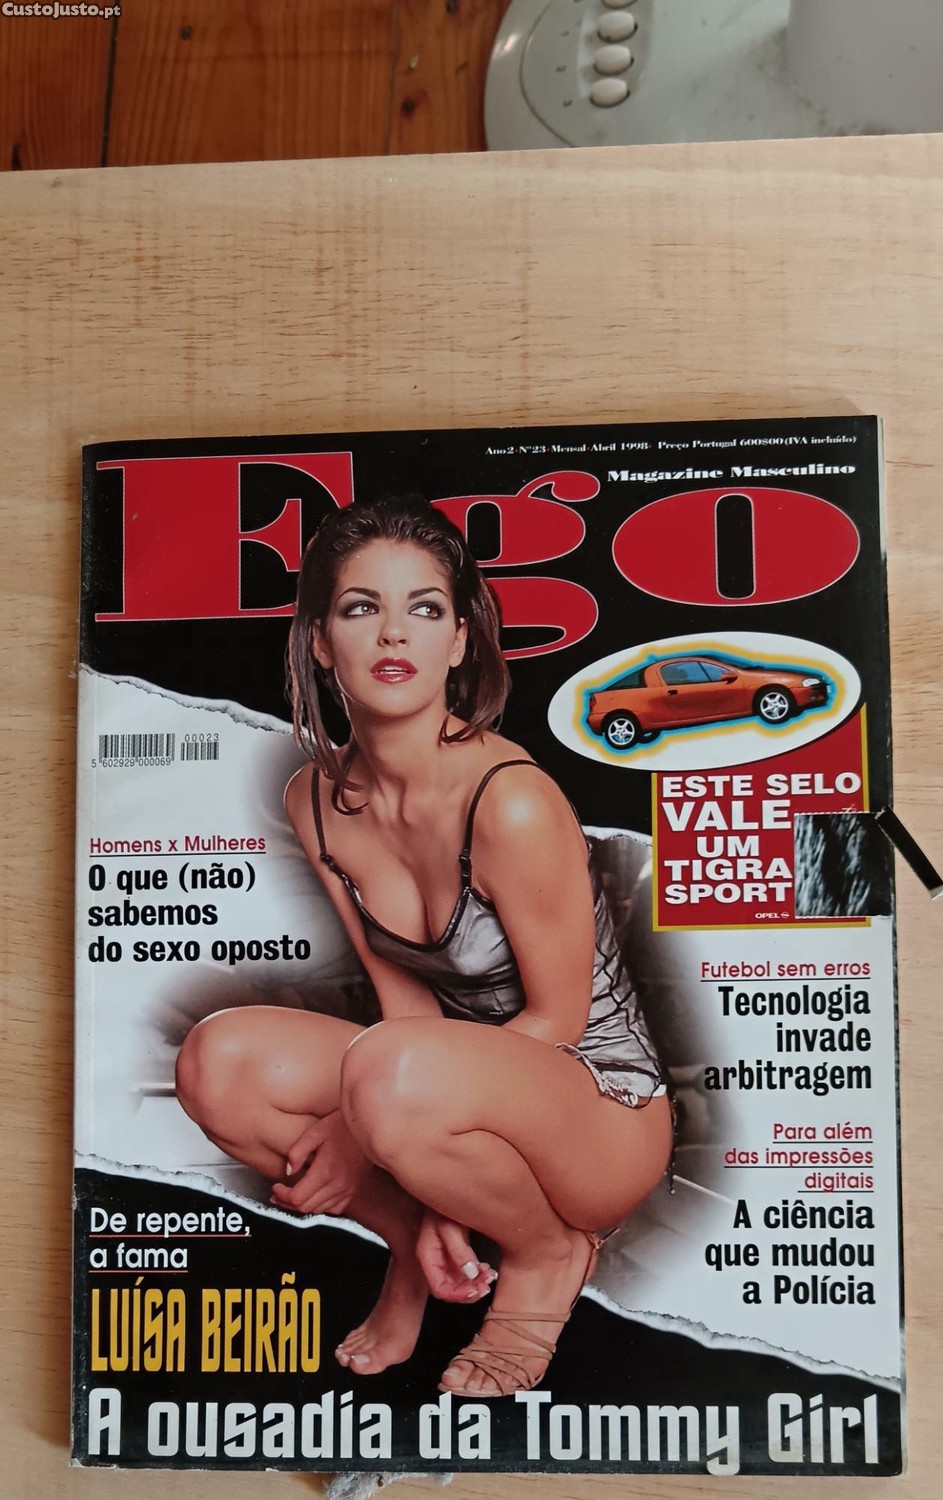 CustoJusto.pt
Ano 2 - Nº 23 - Mensal - Abril 1998 - Preço Portugal 600$00 (IVA incluído)
Magazine Masculino
Ego
00023
5 602929 000069
ESTE SELO
VALE
UM
TIGRA
SPORT
OPEL
Homens x Mulheres
O que (não)
sabemos
do sexo oposto
Futebol sem erros
Tecnologia
invade
arbitragem
Para além
das impressões
digitais
A ciência
que mudou
a Polícia
De repente,
a fama
LUÍSA BEIRÃO
A ousadia da Tommy Girl